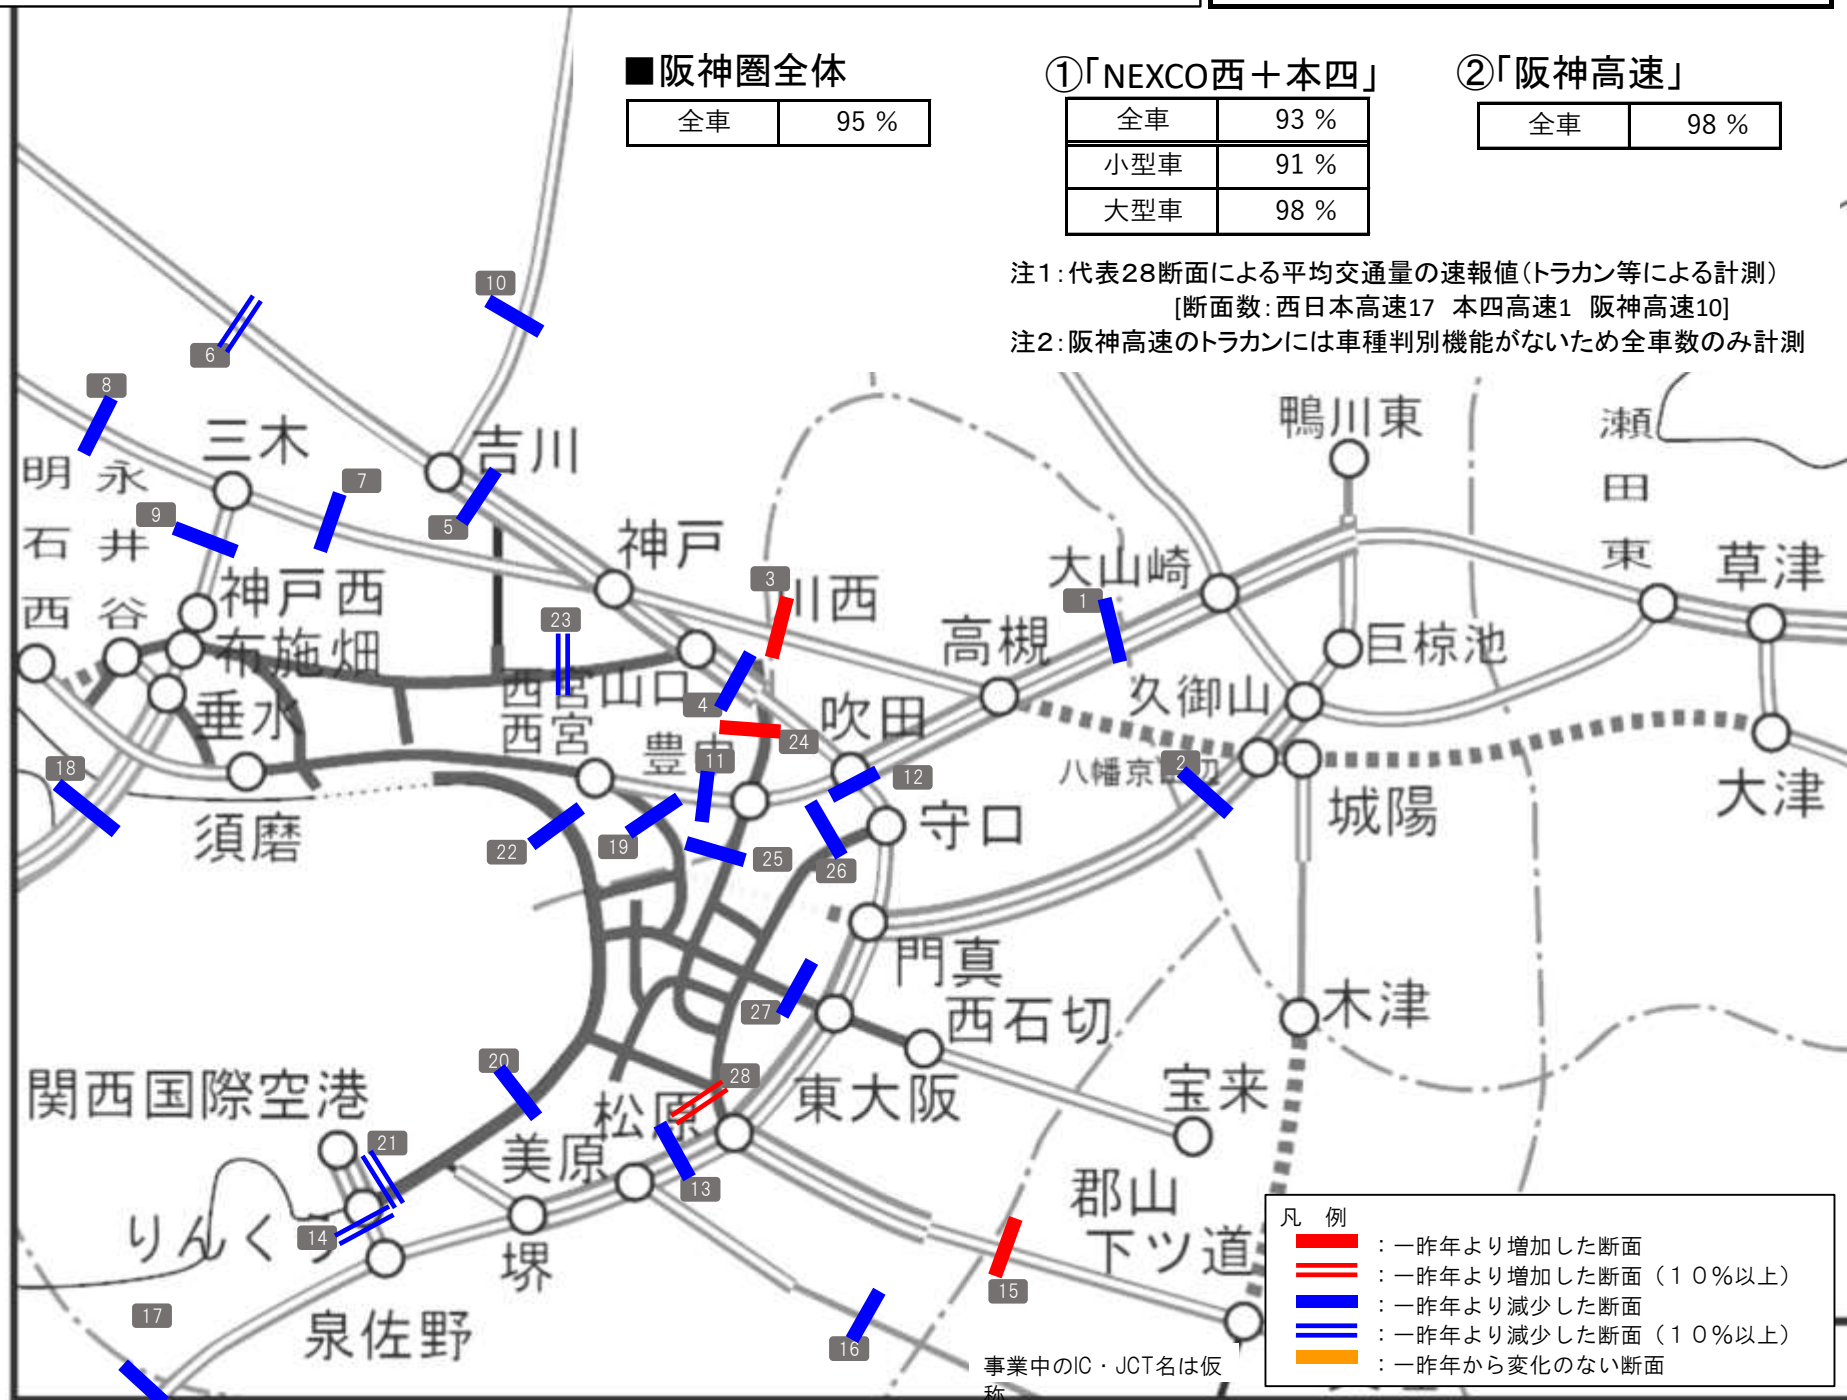 ■阪神圏全体
全車 95 %
①「NEXCO西＋本四」
全車 93 %
小型車 91 %
大型車 98 %
②「阪神高速」
全車 98 %
注1：代表28断面による平均交通量の速報値（トラカン等による計測）
[断面数：西日本高速17 本四高速1 阪神高速10]
注2：阪神高速のトラカンには車種判別機能がないため全車数のみ計測
10
6
8
三木
吉川
鴨川東
瀬田東
明石西
永井谷
7
9
5
神戸
大山崎
草津
神戸西
3
川西
1
布施畑
23
高槻
巨椋池
垂水
西宮山口
4
久御山
西宮
吹田
豊中
24
11
18
12
八幡京田辺
2
城陽
大津
須磨
22
19
25
26
守口
門真
27
西石切
木津
20
28
関西国際空港
松原
東大阪
宝来
21
美原
13
郡山下ツ道
りんくう
14
堺
15
17
泉佐野
16
事業中のIC・JCT名は仮
称
凡 例
：一昨年より増加した断面
：一昨年より増加した断面（１０％以上）
：一昨年より減少した断面
：一昨年より減少した断面（１０％以上）
：一昨年から変化のない断面